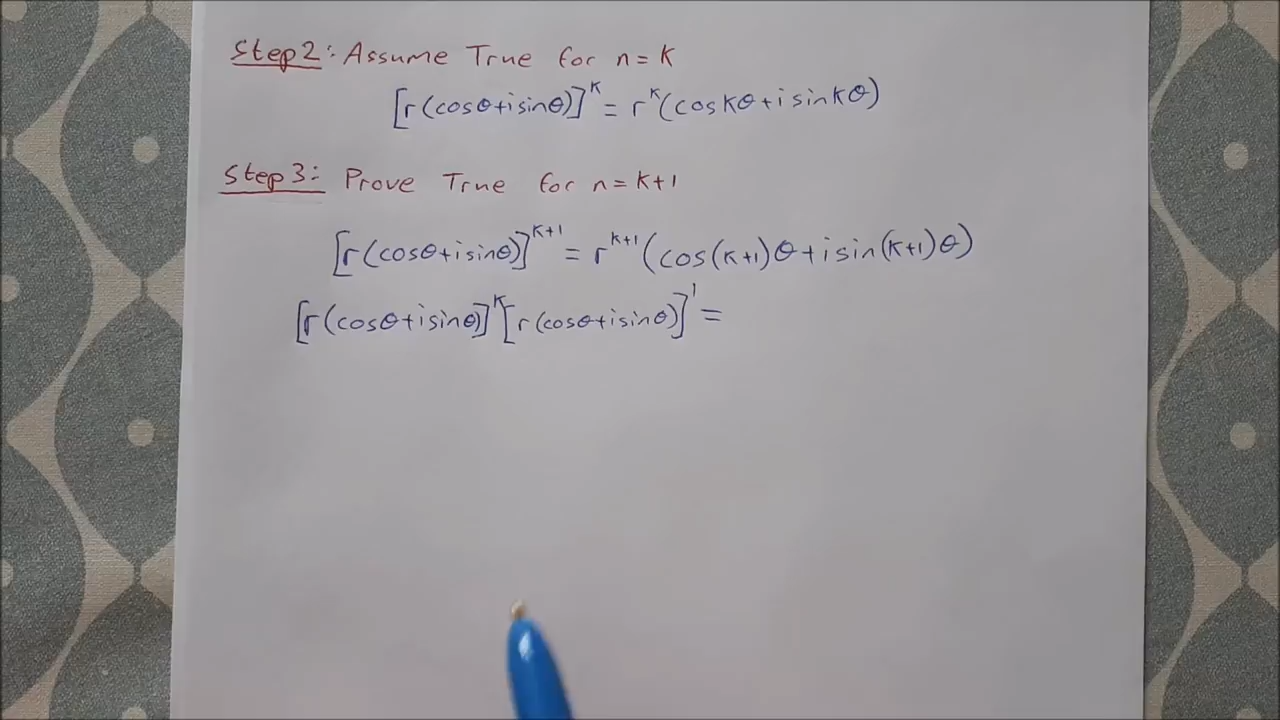 Step 2: Assume True for n=k
[r(cosθ+isinθ)]^k = r^k(coskθ+isinkθ)
Step 3: Prove True for n=k+1
[r(cosθ+isinθ)]^{k+1} = r^{k+1}(cos(k+1)θ+isin(k+1)θ)
[r(cosθ+isinθ)]^k[r(cosθ+isinθ)]^1 =